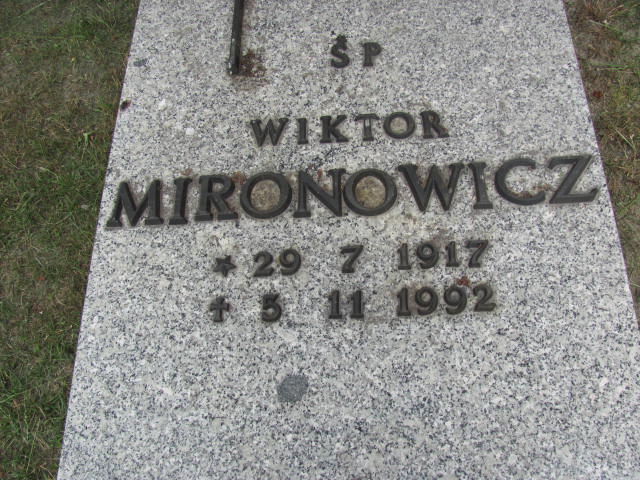 ŚP
WIKTOR
MIRONOWICZ
★ 29 7 1917
✝ 5 11 1992